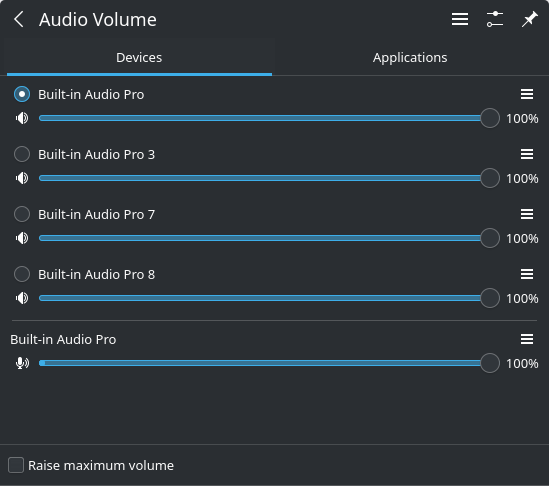 Audio Volume
Devices
Applications
Built-in Audio Pro
100%
Built-in Audio Pro 3
100%
Built-in Audio Pro 7
100%
Built-in Audio Pro 8
100%
Built-in Audio Pro
100%
Raise maximum volume